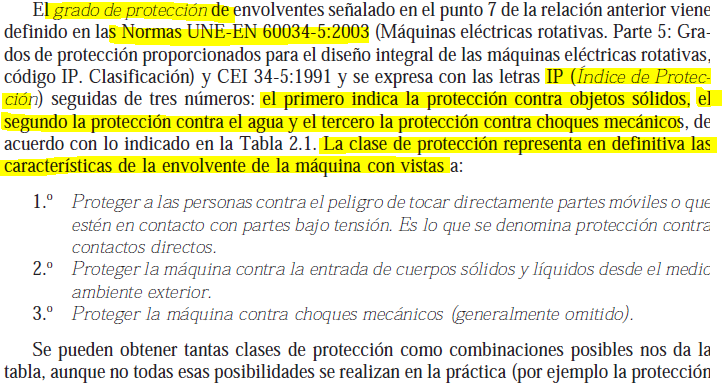 El grado de protección de envolventes señalado en el punto 7 de la relación anterior viene
definido en las Normas UNE-EN 60034-5:2003 (Máquinas eléctricas rotativas. Parte 5: Gra-
dos de protección proporcionados para el diseño integral de las máquinas eléctricas rotativas,
código IP. Clasificación) y CEI 34-5:1991 y se expresa con las letras IP (Índice de Protec-
ción) seguidas de tres números: el primero indica la protección contra objetos sólidos, el
segundo la protección contra el agua y el tercero la protección contra choques mecánicos, de
acuerdo con lo indicado en la Tabla 2.1. La clase de protección representa en definitiva las
características de la envolvente de la máquina con vistas a:
1.º Proteger a las personas contra el peligro de tocar directamente partes móviles o que
estén en contacto con partes bajo tensión. Es lo que se denomina protección contra
contactos directos.
2.º Proteger la máquina contra la entrada de cuerpos sólidos y líquidos desde el medio
ambiente exterior.
3.º Proteger la máquina contra choques mecánicos (generalmente omitido).
Se pueden obtener tantas clases de protección como combinaciones posibles nos da la
tabla, aunque no todas esas posibilidades se realizan en la práctica (por ejemplo la protección